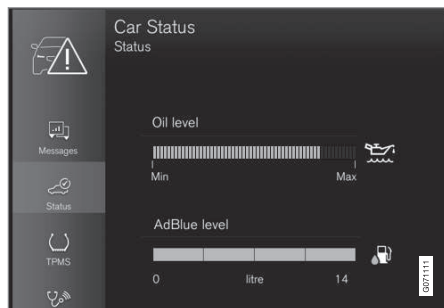 Car Status
Status
Oil level
Messages
Min Max
Status
AdBlue level
TPMS
0 litre 14
G071111